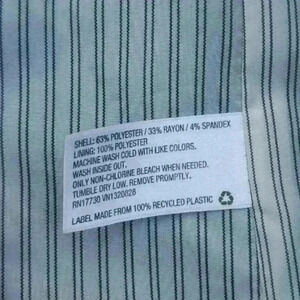 SHELL: 63% POLYESTER / 33% RAYON / 4% SPANDEX
LINING: 100% POLYESTER
MACHINE WASH COLD WITH LIKE COLORS.
WASH INSIDE OUT.
ONLY NON-CHLORINE BLEACH WHEN NEEDED.
TUMBLE DRY LOW. REMOVE PROMPTLY.
RN17730 VN1320828
LABEL MADE FROM 100% RECYCLED PLASTIC